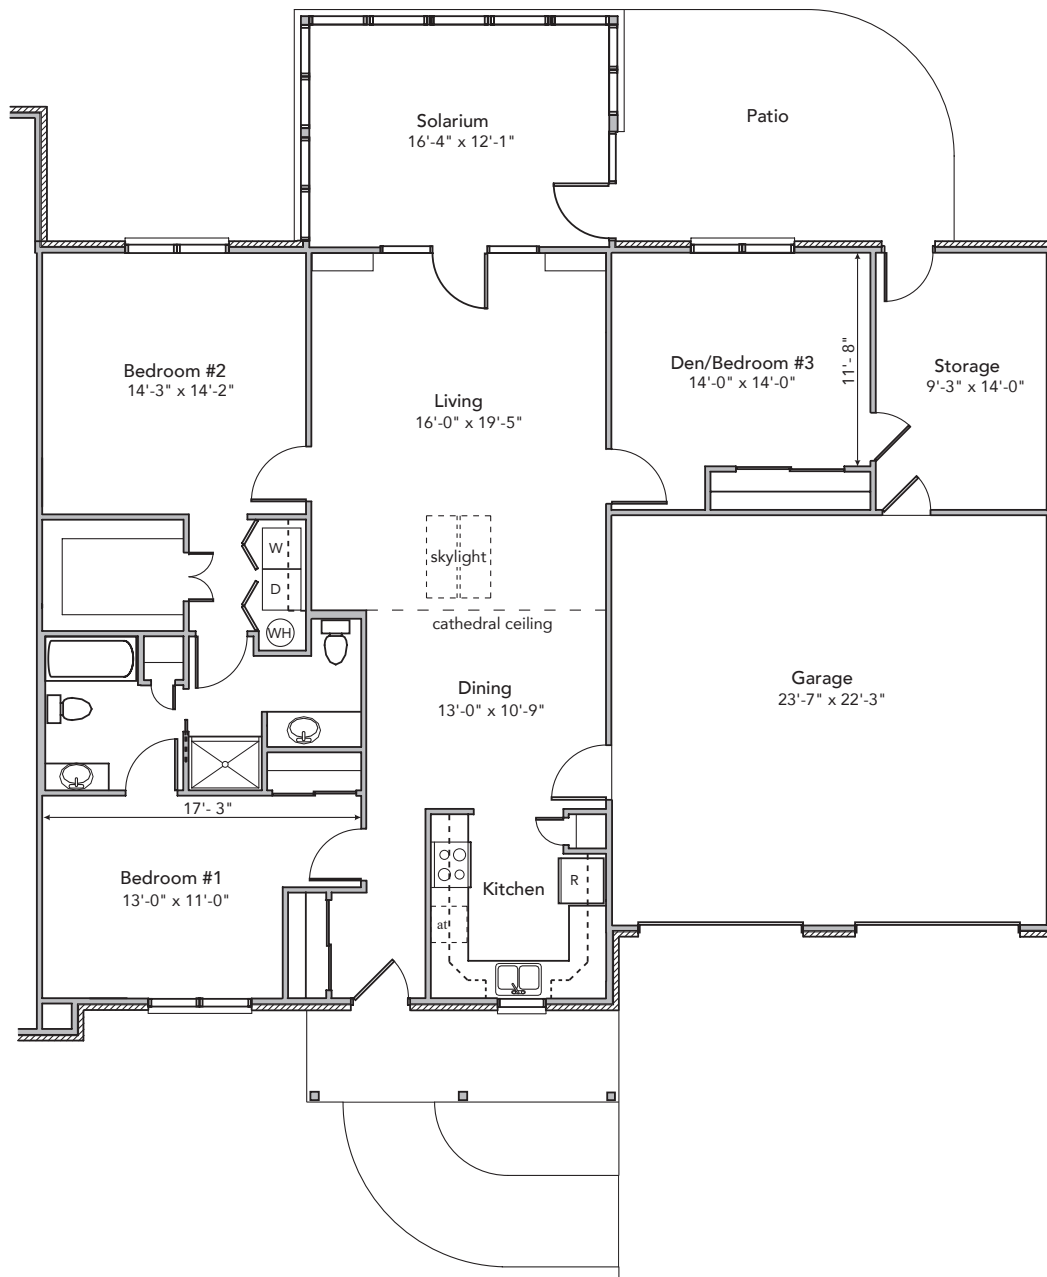 Solarium
16'-4" x 12'-1"
Patio
Bedroom #2
14'-3" x 14'-2"
Living
16'-0" x 19'-5"
Den/Bedroom #3
14'-0" x 14'-0"
11'- 8"
Storage
9'-3" x 14'-0"
W
D
WH
skylight
cathedral ceiling
Dining
13'-0" x 10'-9"
Garage
23'-7" x 22'-3"
17'- 3"
Bedroom #1
13'-0" x 11'-0"
Kitchen
R
at